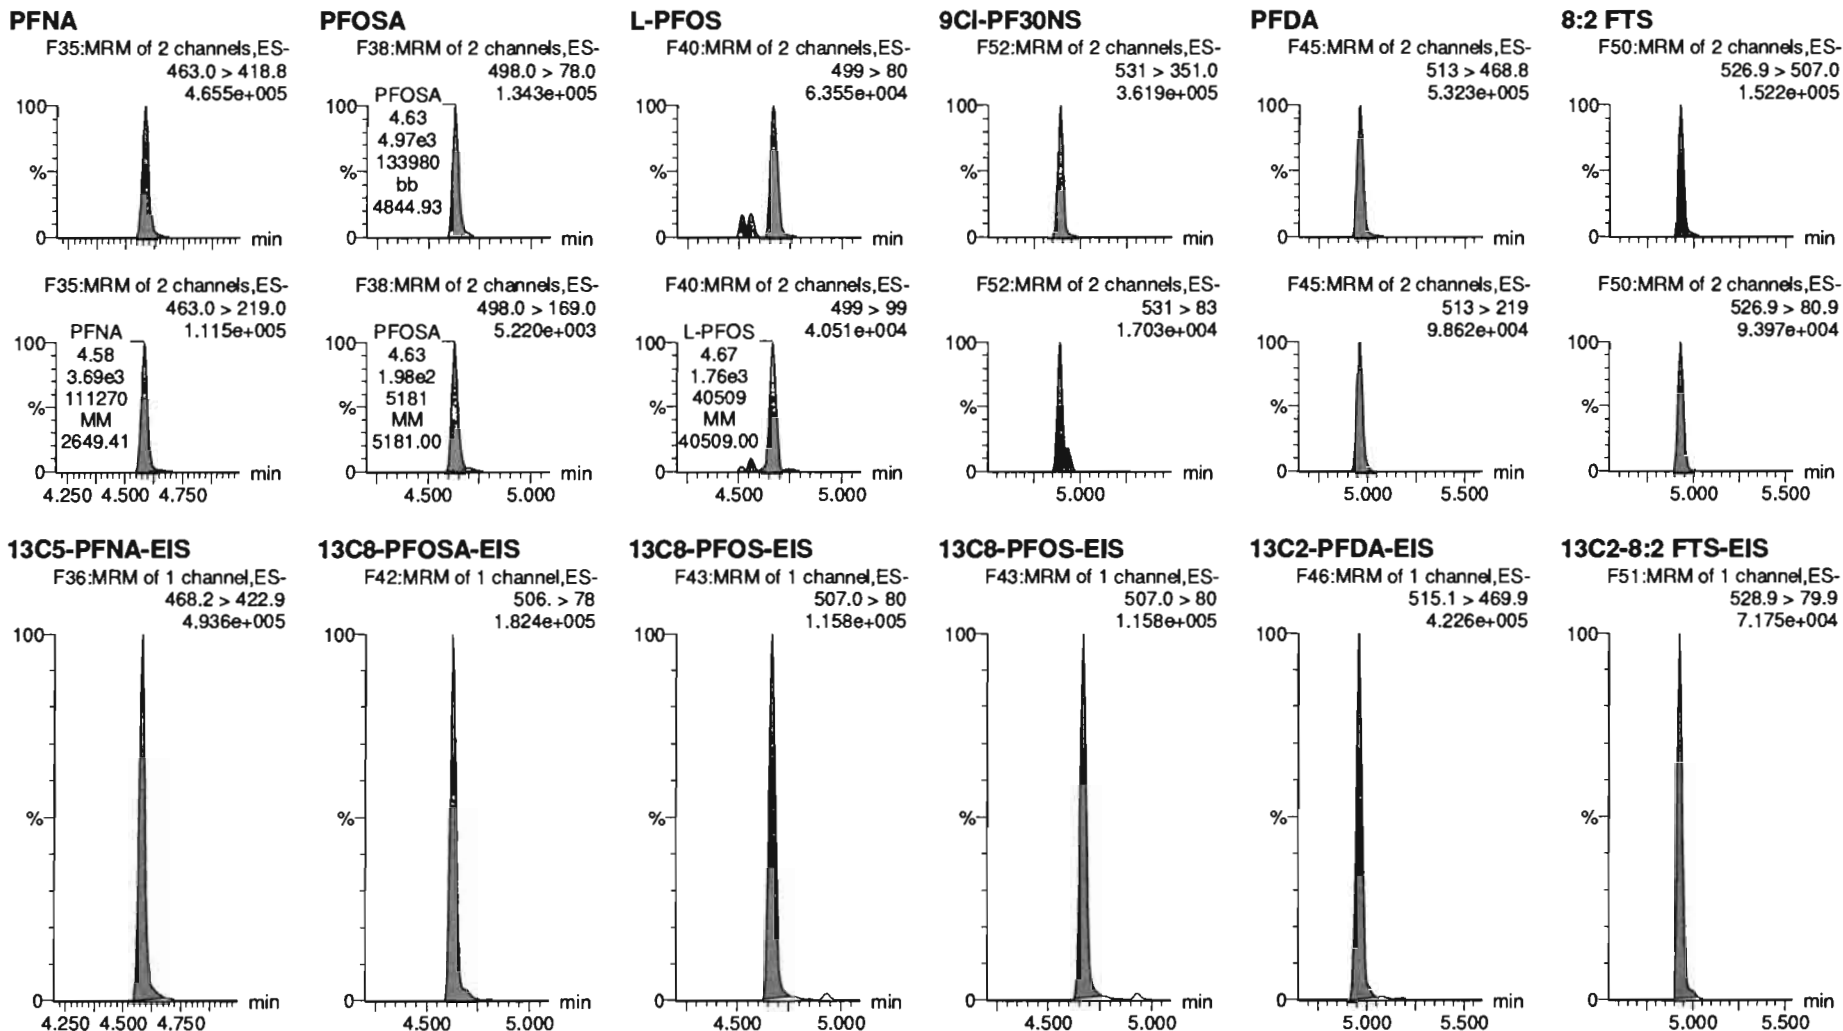 PFNA
F35:MRM of 2 channels,ES-
463.0 > 418.8
4.655e+005
100
%
0
min
F35:MRM of 2 channels,ES-
463.0 > 219.0
1.115e+005
PFNA
4.58
3.69e3
111270
MM
2649.41
100
%
0
min
4.250 4.500 4.750
PFOSA
F38:MRM of 2 channels,ES-
498.0 > 78.0
1.343e+005
PFOSA
4.63
4.97e3
133980
bb
4844.93
100
%
0
min
F38:MRM of 2 channels,ES-
498.0 > 169.0
5.220e+003
PFOSA
4.63
1.98e2
5181
MM
5181.00
100
%
0
min
4.500 5.000
L-PFOS
F40:MRM of 2 channels,ES-
499 > 80
6.355e+004
100
%
0
min
F40:MRM of 2 channels,ES-
499 > 99
4.051e+004
L-PFOS
4.67
1.76e3
40509
MM
40509.00
100
%
0
min
4.500 5.000
9Cl-PF30NS
F52:MRM of 2 channels,ES-
531 > 351.0
3.619e+005
100
%
0
min
F52:MRM of 2 channels,ES-
531 > 83
1.703e+004
100
%
0
min
5.000
PFDA
F45:MRM of 2 channels,ES-
513 > 468.8
5.323e+005
100
%
0
min
F45:MRM of 2 channels,ES-
513 > 219
9.862e+004
100
%
0
min
5.000 5.500
8:2 FTS
F50:MRM of 2 channels,ES-
526.9 > 507.0
1.522e+005
100
%
0
min
F50:MRM of 2 channels,ES-
526.9 > 80.9
9.397e+004
100
%
0
min
5.000 5.500
13C5-PFNA-EIS
F36:MRM of 1 channel,ES-
468.2 > 422.9
4.936e+005
100
%
0
min
4.250 4.500 4.750
13C8-PFOSA-EIS
F42:MRM of 1 channel,ES-
506. > 78
1.824e+005
100
%
0
min
4.500 5.000
13C8-PFOS-EIS
F43:MRM of 1 channel,ES-
507.0 > 80
1.158e+005
100
%
0
min
4.500 5.000
13C8-PFOS-EIS
F43:MRM of 1 channel,ES-
507.0 > 80
1.158e+005
100
%
0
min
4.500 5.000
13C2-PFDA-EIS
F46:MRM of 1 channel,ES-
515.1 > 469.9
4.226e+005
100
%
0
min
5.000 5.500
13C2-8:2 FTS-EIS
F51:MRM of 1 channel,ES-
528.9 > 79.9
7.175e+004
100
%
0
min
5.000 5.500